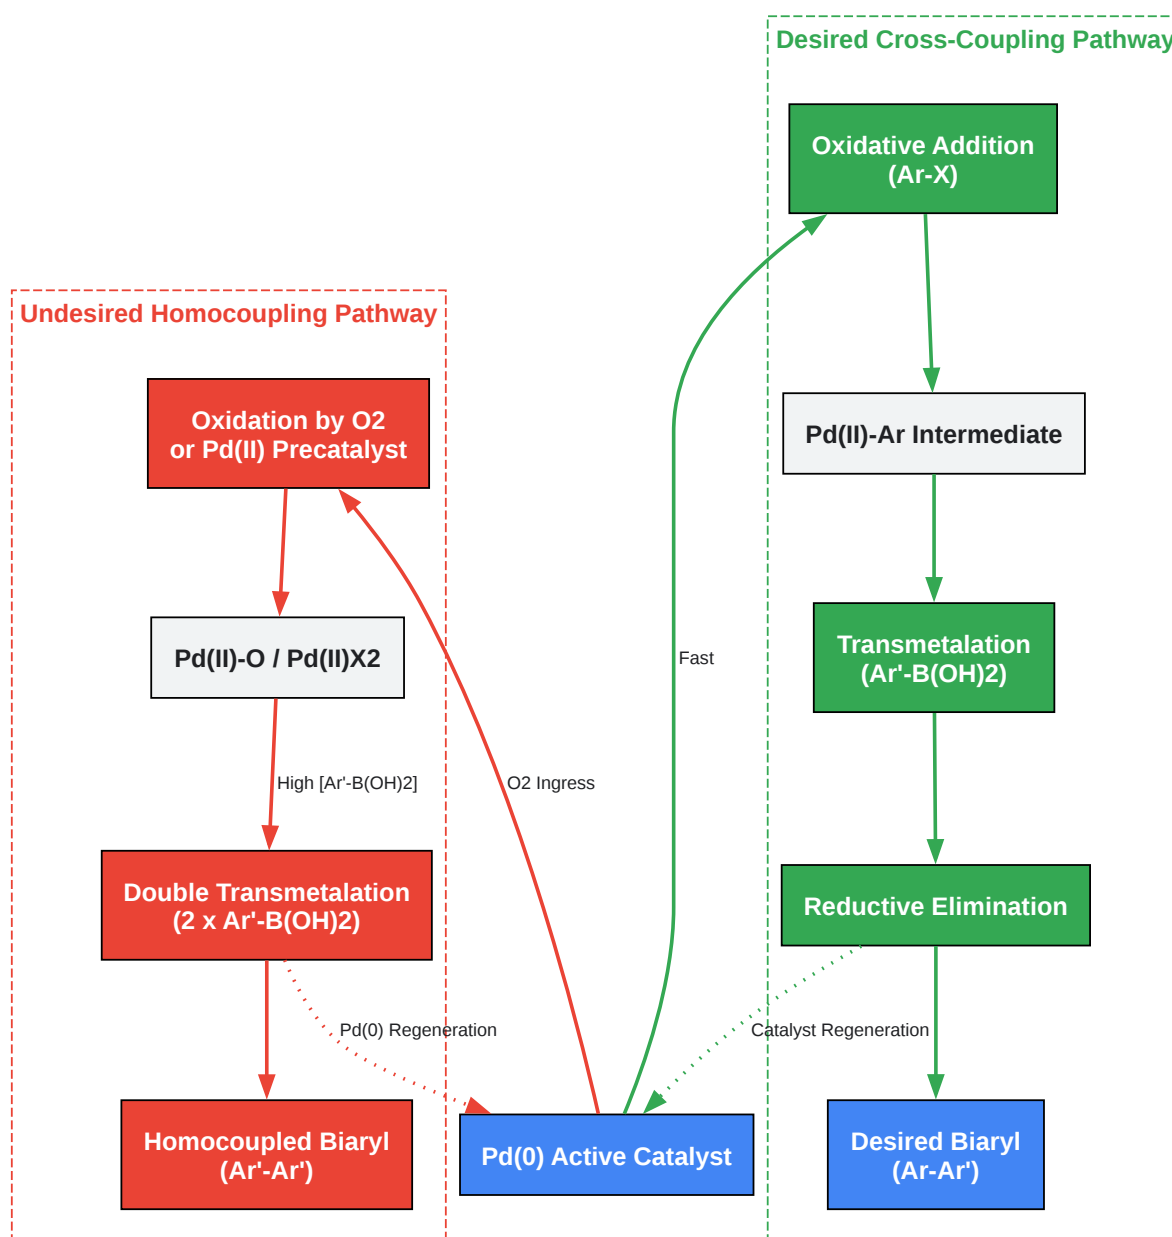 Desired Cross-Coupling Pathway
Oxidative Addition
(Ar-X)
Undesired Homocoupling Pathway
Oxidation by O2
or Pd(II) Precatalyst
Pd(II)-Ar Intermediate
Pd(II)-O / Pd(II)X2
Transmetalation
(Ar'-B(OH)2)
Fast
High [Ar'-B(OH)2]
O2 Ingress
Double Transmetalation
(2 x Ar'-B(OH)2)
Reductive Elimination
Pd(0) Regeneration
Catalyst Regeneration
Homocoupled Biaryl
(Ar'-Ar')
Pd(0) Active Catalyst
Desired Biaryl
(Ar-Ar')